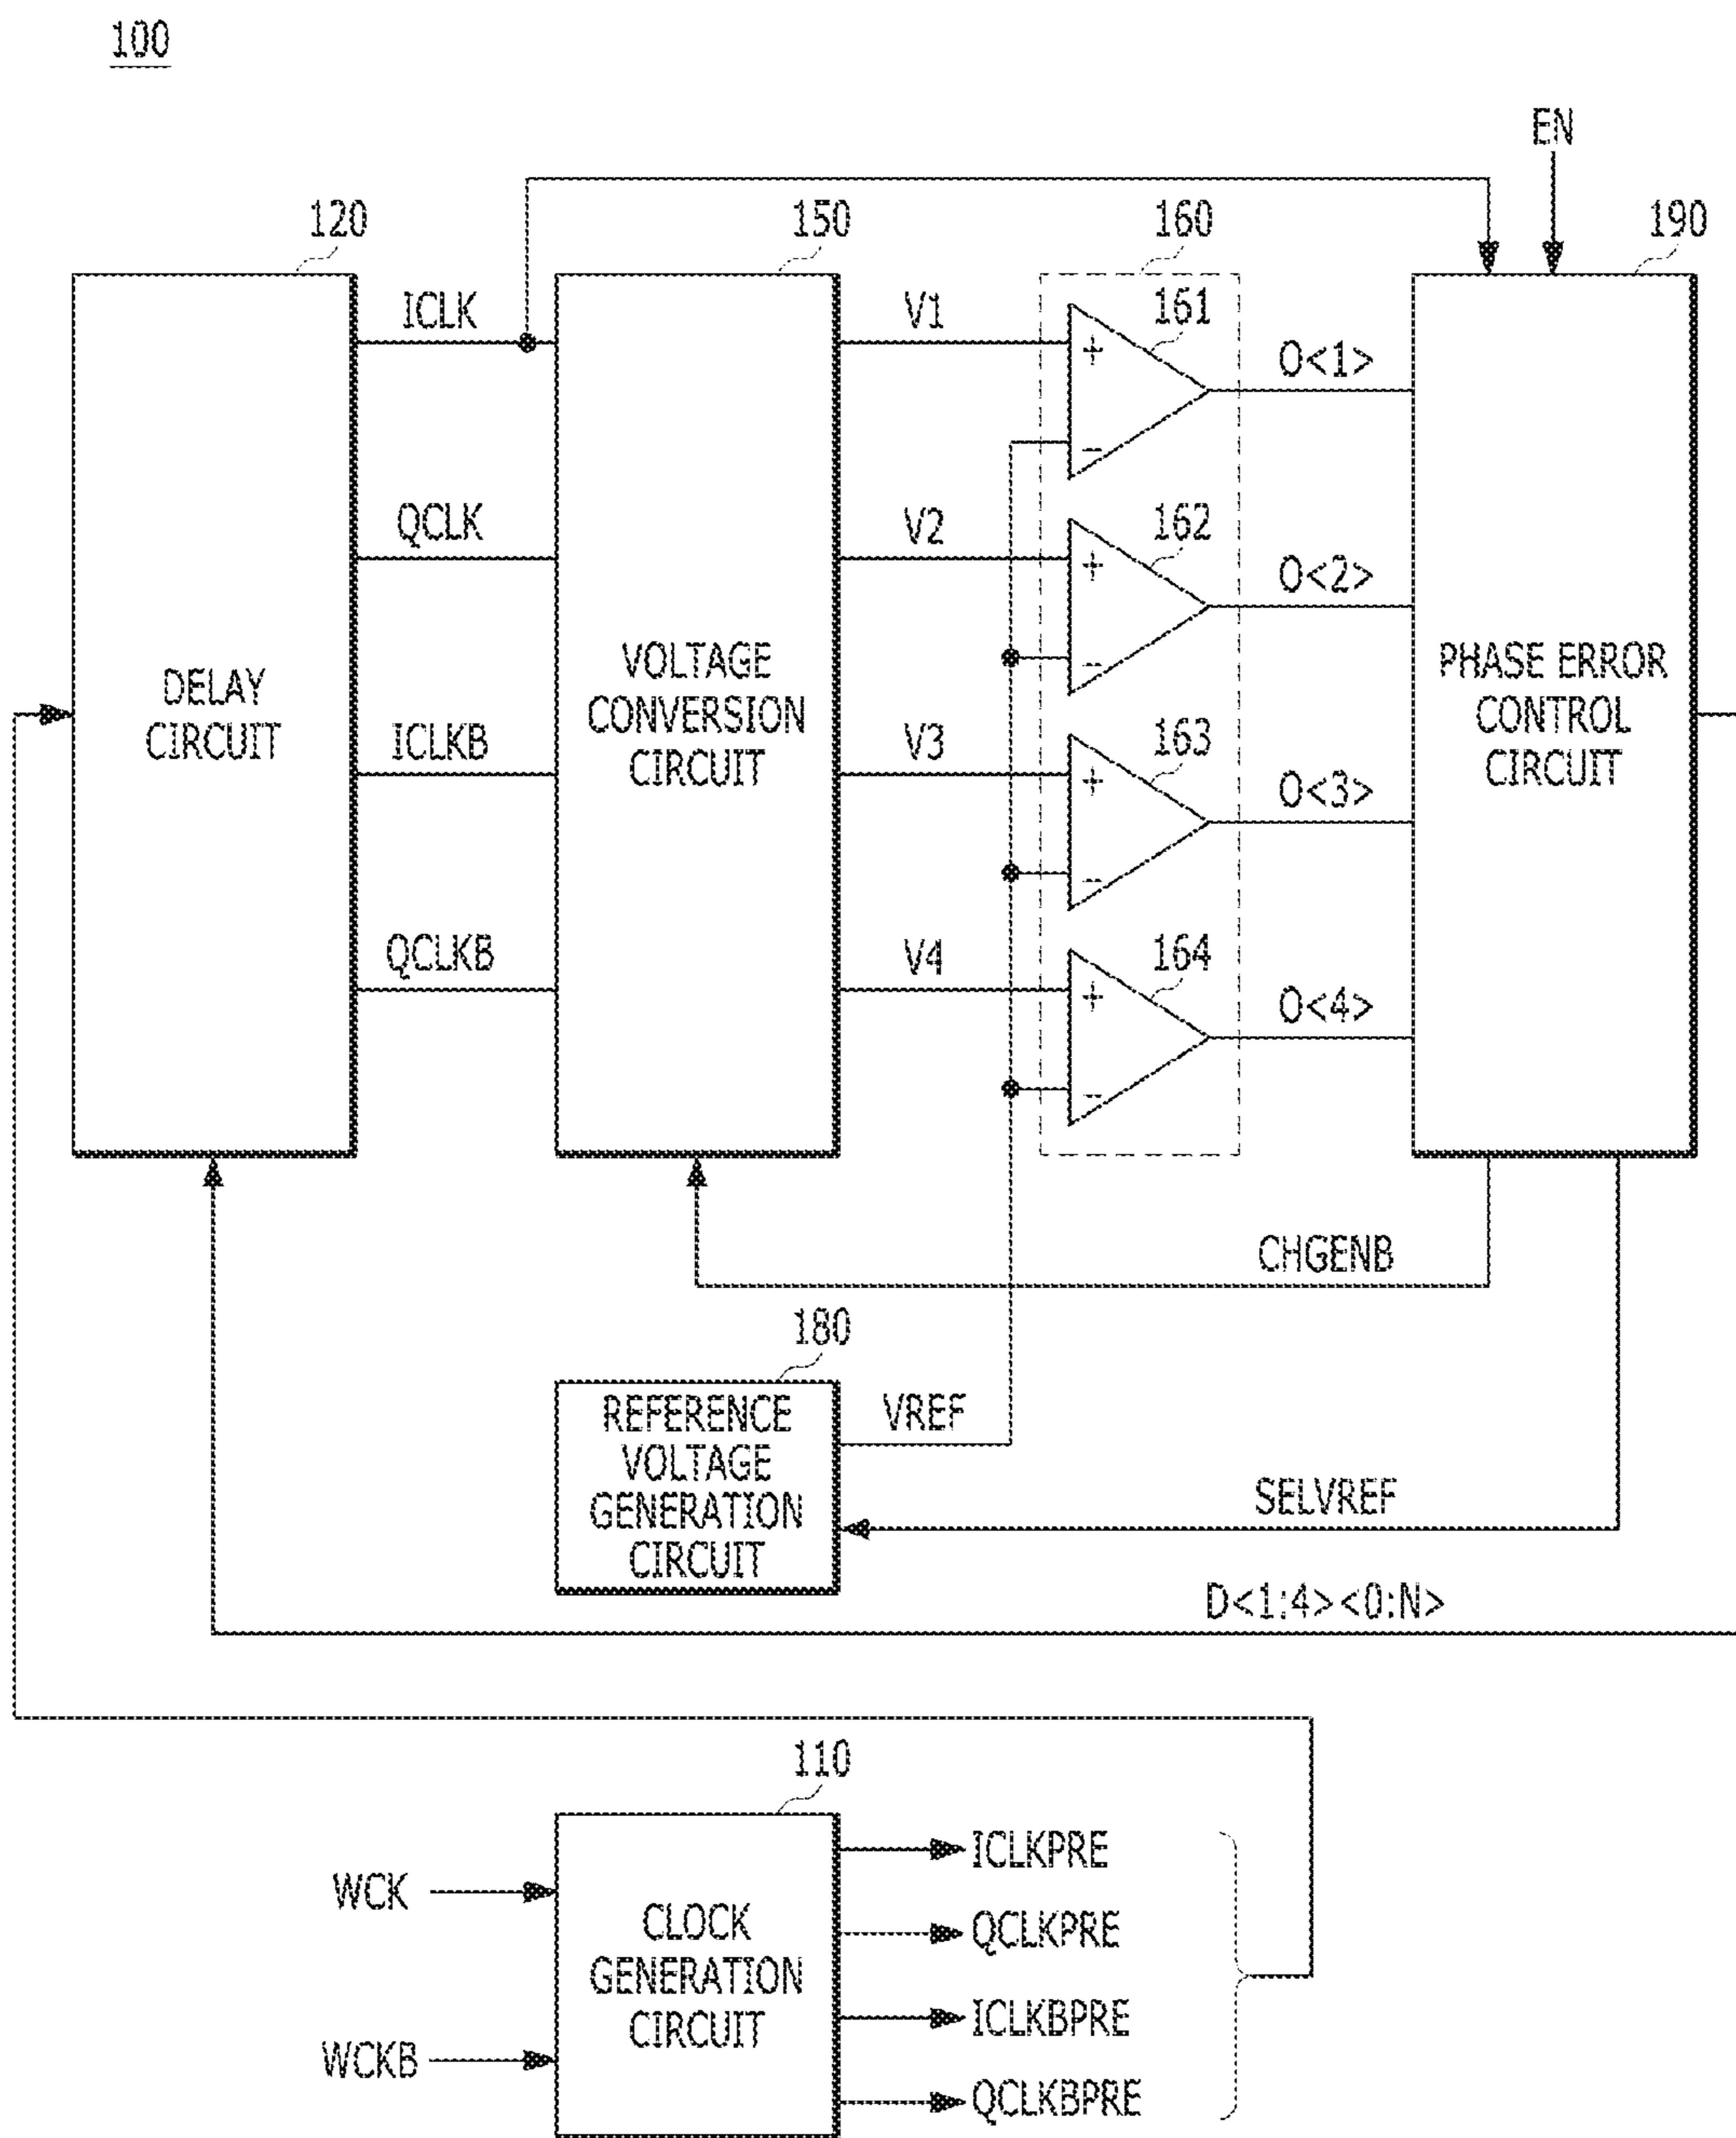 100
EN
120
150
160
190
ICLK
V1
161
+
−
O<1>
QCLK
V2
162
+
−
O<2>
DELAY
CIRCUIT
VOLTAGE
CONVERSION
CIRCUIT
PHASE ERROR
CONTROL
CIRCUIT
ICLKB
V3
163
+
−
O<3>
QCLKB
V4
164
+
−
O<4>
CHGENB
180
REFERENCE
VOLTAGE
GENERATION
CIRCUIT
VREF
SELVREF
D<1:4><0:N>
110
WCK
WCKB
CLOCK
GENERATION
CIRCUIT
ICLKPRE
QCLKPRE
ICLKBPRE
QCLKBPRE